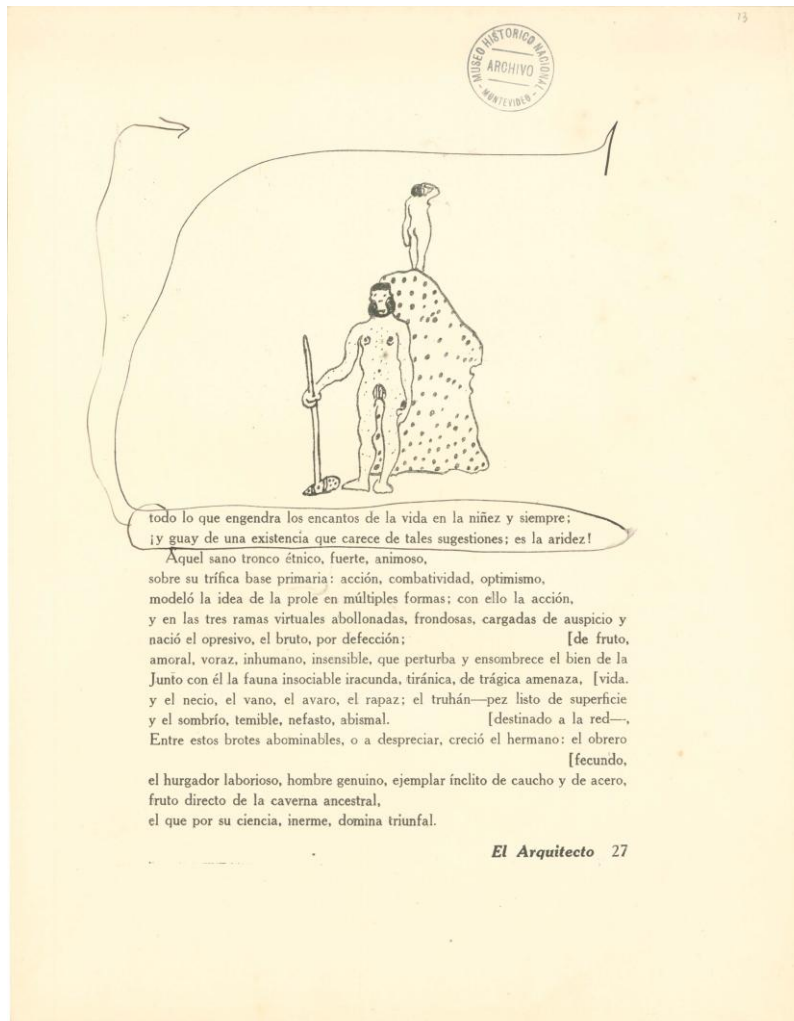 13
MUSEO HISTORICO NACIONAL
ARCHIVO
- MONTEVIDEO -
todo lo que engendra los encantos de la vida en la niñez y siempre;
¡y guay de una existencia que carece de tales sugestiones; es la aridez!
Aquel sano tronco étnico, fuerte, animoso,
sobre su trífica base primaria: acción, combatividad, optimismo,
modeló la idea de la prole en múltiples formas; con ello la acción,
y en las tres ramas virtuales abollonadas, frondosas, cargadas de auspicio y
nació el opresivo, el bruto, por defección; [de fruto,
amoral, voraz, inhumano, insensible, que perturba y ensombrece el bien de la
Junto con él la fauna insociable iracunda, tiránica, de trágica amenaza, [vida.
y el necio, el vano, el avaro, el rapaz; el truhán—pez listo de superficie
y el sombrío, temible, nefasto, abismal. [destinado a la red—,
Entre estos brotes abominables, o a despreciar, creció el hermano: el obrero
[fecundo,
el hurgador laborioso, hombre genuino, ejemplar ínclito de caucho y de acero,
fruto directo de la caverna ancestral,
el que por su ciencia, inerme, domina triunfal.
El Arquitecto 27